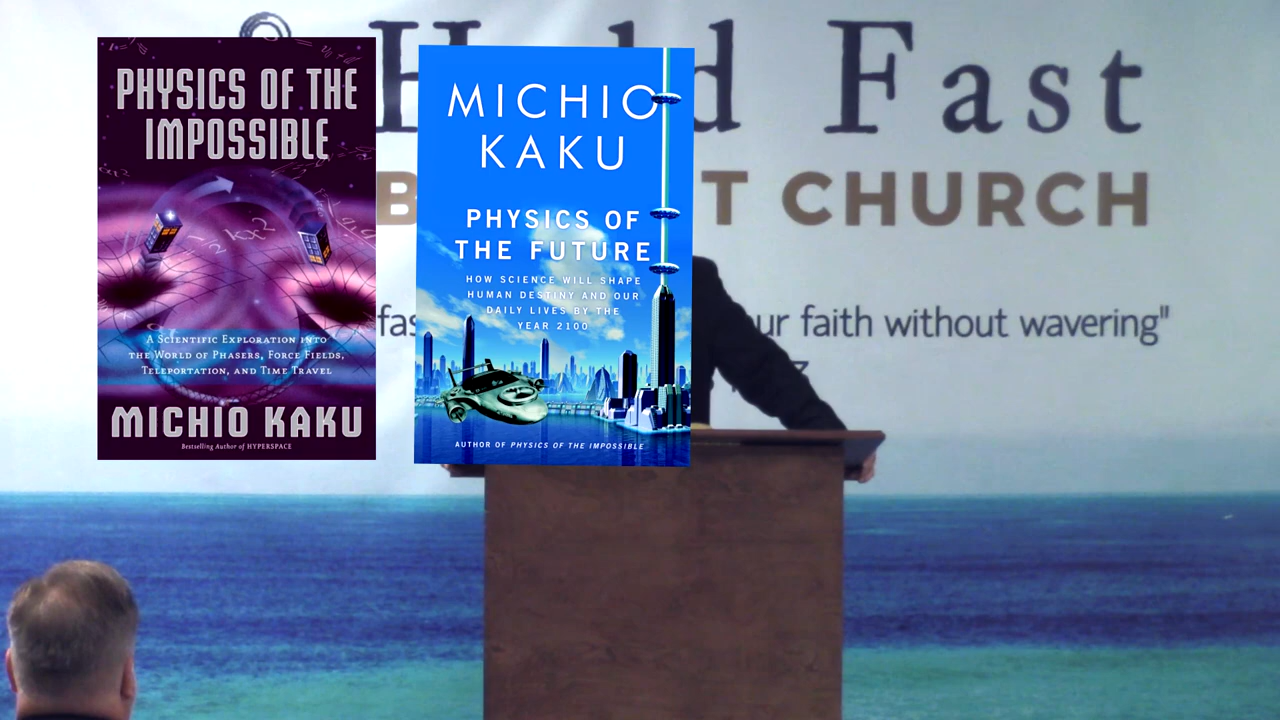 PHYSICS OF THE
IMPOSSIBLE
A SCIENTIFIC EXPLORATION INTO
THE WORLD OF PHASERS, FORCE FIELDS,
TELEPORTATION, AND TIME TRAVEL
MICHIO KAKU
Bestselling Author of HYPERSPACE
MICHIO
KAKU
PHYSICS OF
THE FUTURE
HOW SCIENCE WILL SHAPE
HUMAN DESTINY AND OUR
DAILY LIVES BY THE
YEAR 2100
AUTHOR OF PHYSICS OF THE IMPOSSIBLE
H d Fast
B T CHURCH
fas ur faith without wavering"